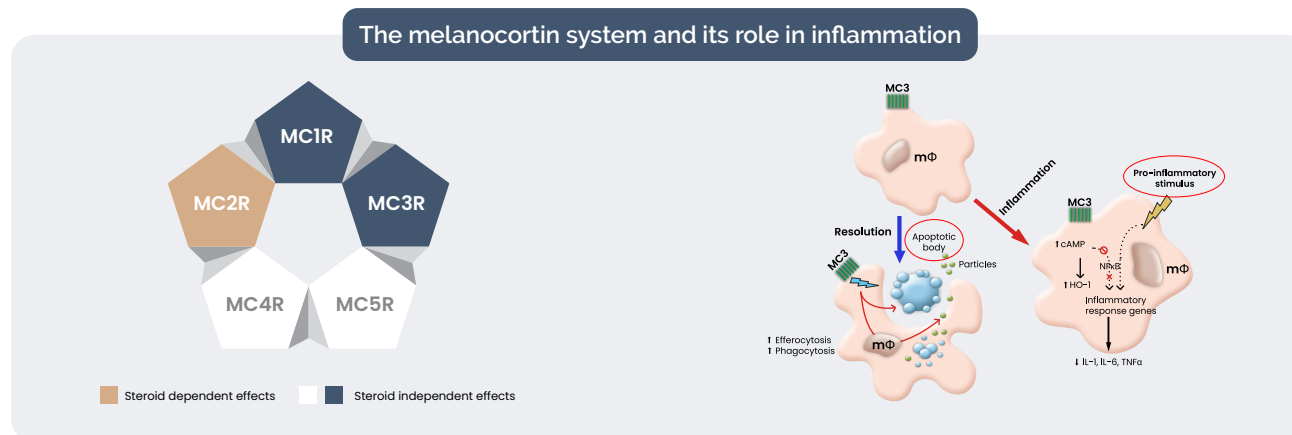 The melanocortin system and its role in inflammation
MC1R
MC2R
MC3R
MC4R
MC5R
Steroid dependent effects
Steroid independent effects
MC3
mΦ
Inflammation
Resolution
Apoptotic
body
Particles
MC3
mΦ
↑ Efferocytosis
↑ Phagocytosis
Pro-inflammatory
stimulus
MC3
↑cAMP
NFκB
mΦ
↑HO-1
Inflammatory
response genes
↓ IL-1, IL-6, TNFα